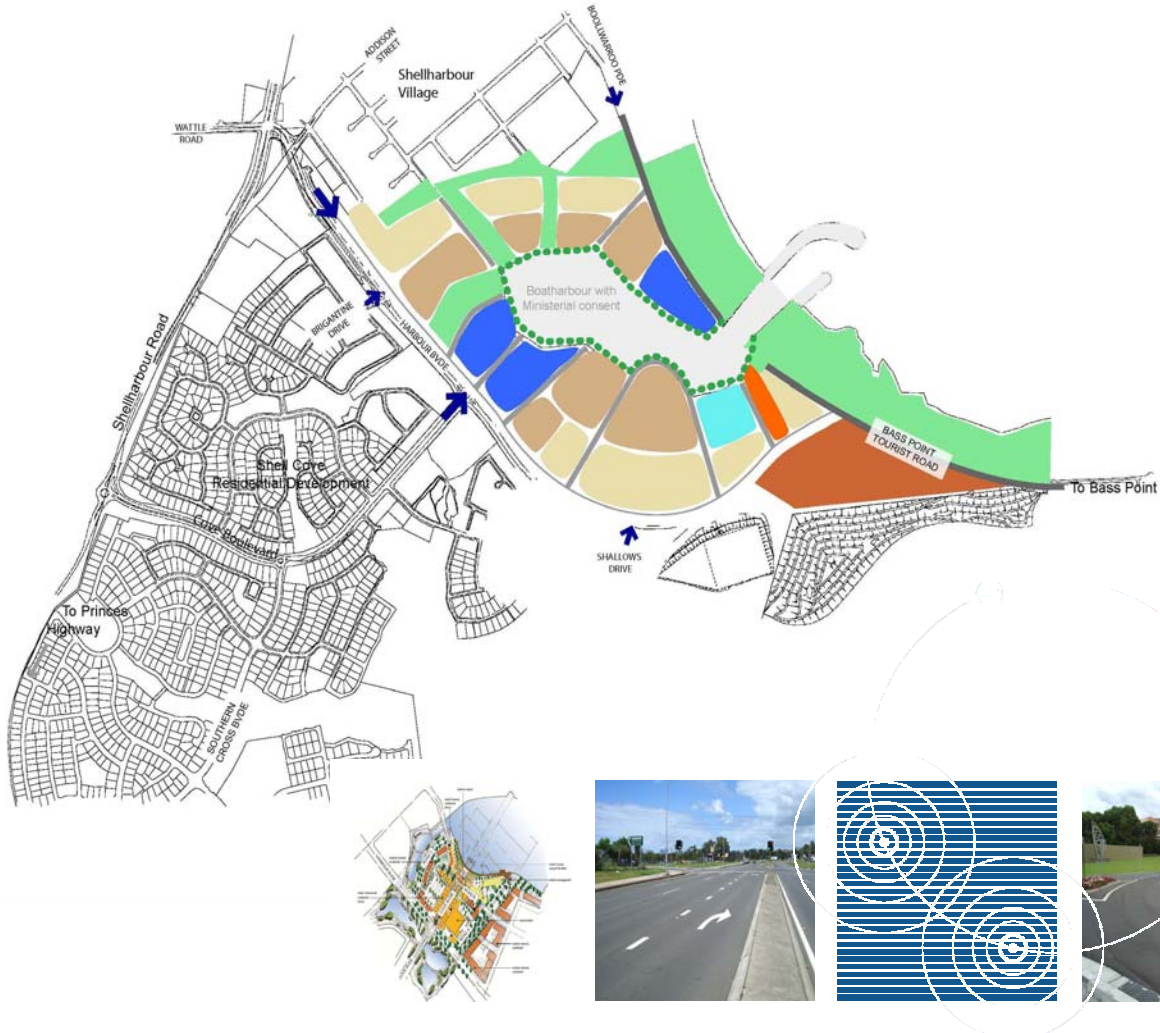 BOOLLWARROO PDE
ADDISON
STREET
Shellharbour
Village
WATTLE
ROAD
Boatharbour with
Ministerial consent
BRIGANTINE
DRIVE
HARBOUR BVDE
Shellharbour Road
BASS POINT
TOURIST ROAD
Shell Cove
Residential Development
To Bass Point
Cove Boulevard
SHALLOWS
DRIVE
To Princes
Highway
SOUTHERN
CROSS BVDE